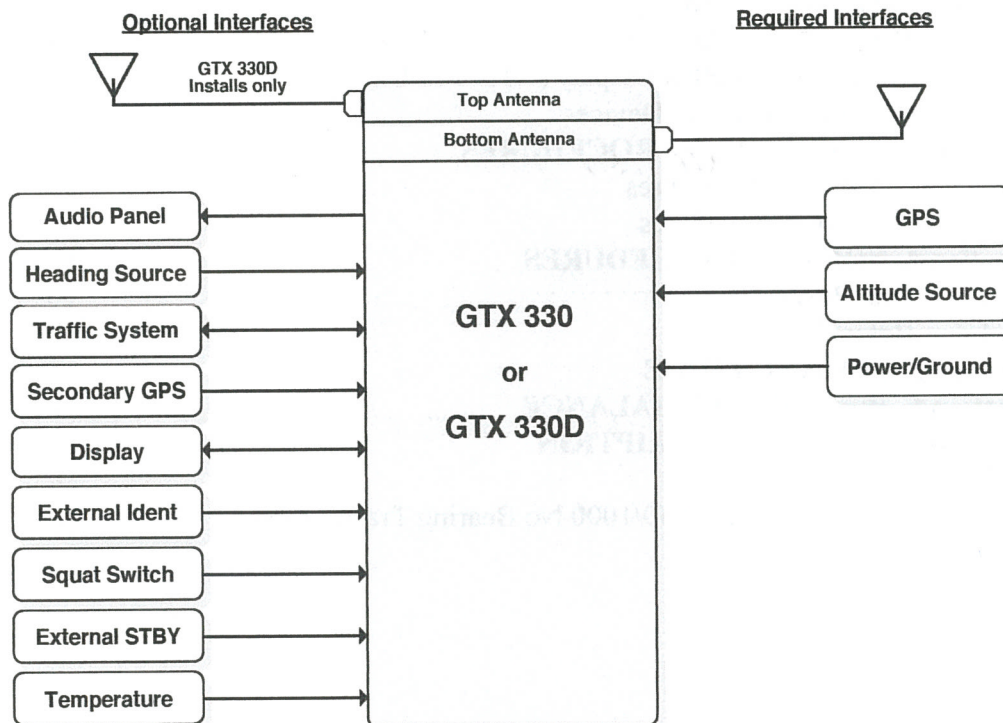 Optional Interfaces
Required Interfaces
GTX 330D
Installs only
Top Antenna
Bottom Antenna
Audio Panel
Heading Source
Traffic System
Secondary GPS
Display
External Ident
Squat Switch
External STBY
Temperature
GTX 330
or
GTX 330D
GPS
Altitude Source
Power/Ground